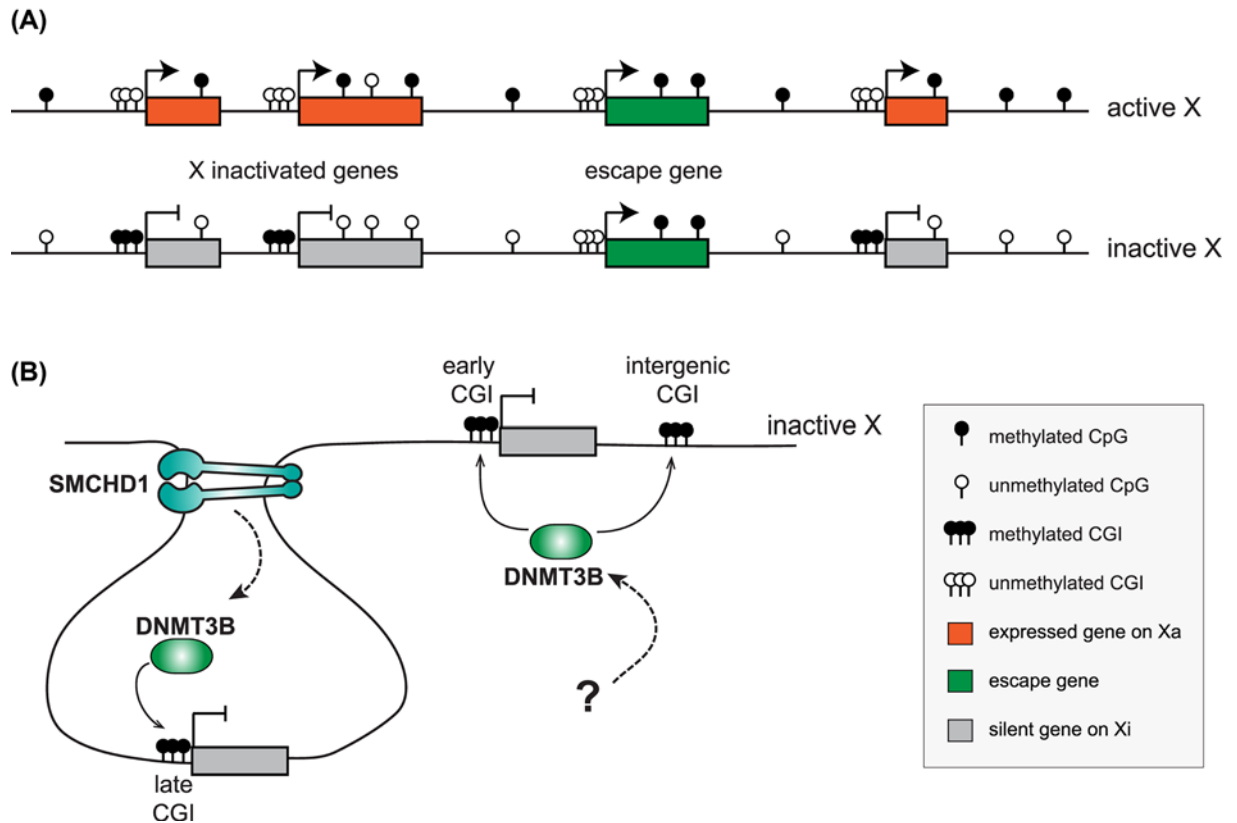 (A)
active X
X inactivated genes
escape gene
inactive X
(B)
early
CGI
intergenic
CGI
inactive X
SMCHD1
DNMT3B
DNMT3B
?
late
CGI
methylated CpG
unmethylated CpG
methylated CGI
unmethylated CGI
expressed gene on Xa
escape gene
silent gene on Xi